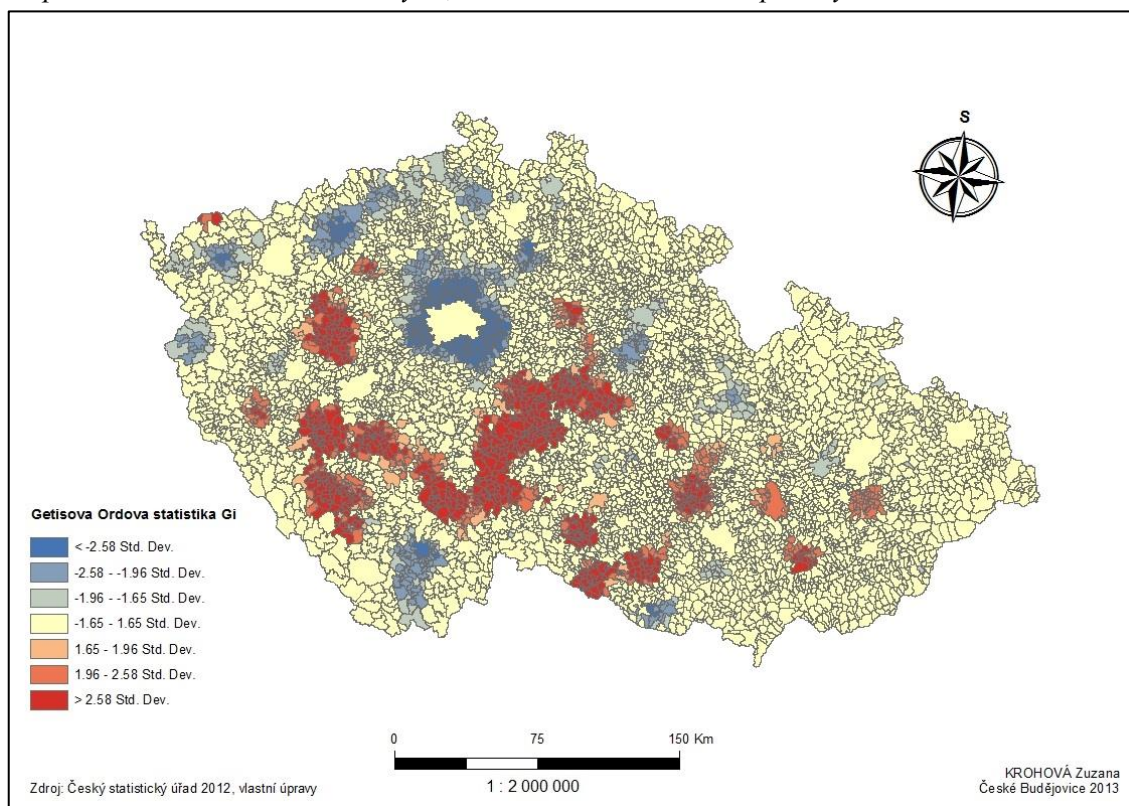 S
Getisova Ordova statistika Gi
< -2.58 Std. Dev.
-2.58 - -1.96 Std. Dev.
-1.96 - -1.65 Std. Dev.
-1.65 - 1.65 Std. Dev.
1.65 - 1.96 Std. Dev.
1.96 - 2.58 Std. Dev.
> 2.58 Std. Dev.
0 75 150 Km
1 : 2 000 000
Zdroj: Český statistický úřad 2012, vlastní úpravy
KROHOVÁ Zuzana
České Budějovice 2013